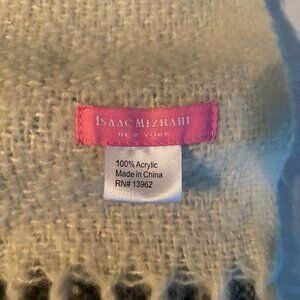 ISAAC MIZRAHI
NEW YORK
100% Acrylic
Made in China
RN# 13962